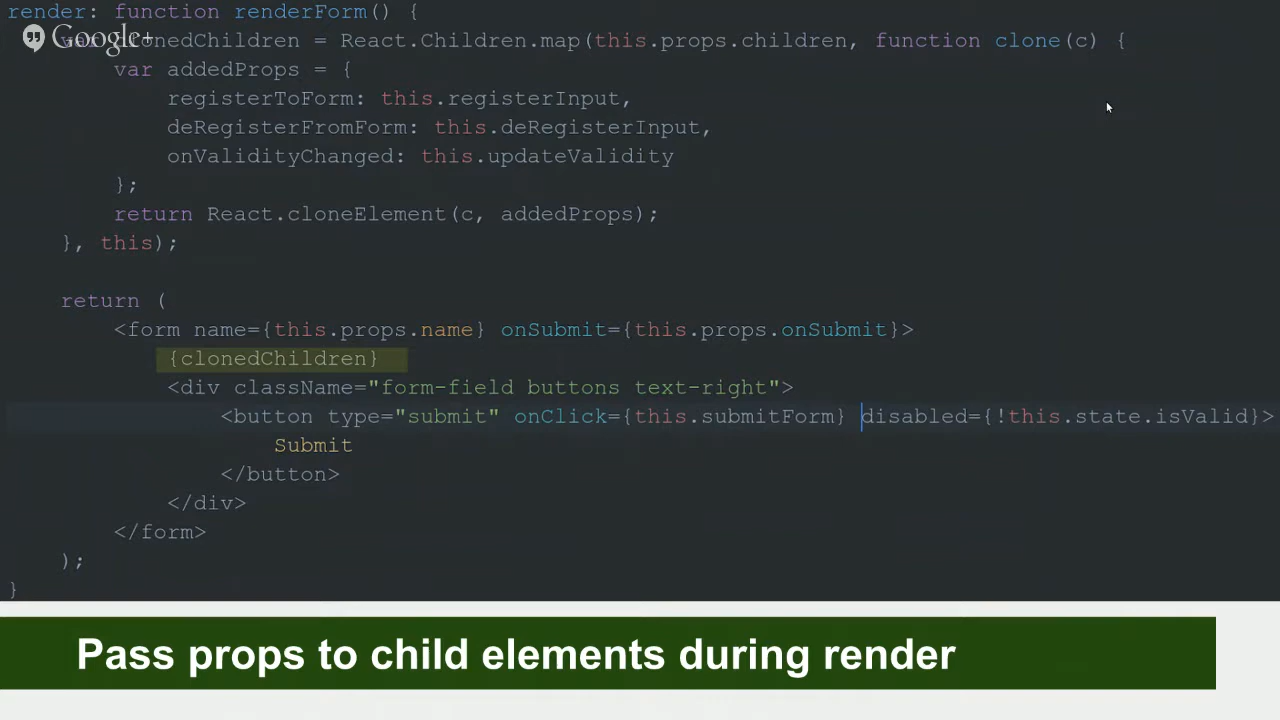 render: function renderForm() {
Google+
var clonedChildren = React.Children.map(this.props.children, function clone(c) {
var addedProps = {
registerToForm: this.registerInput,
deRegisterFromForm: this.deRegisterInput,
onValidityChanged: this.updateValidity
};
return React.cloneElement(c, addedProps);
}, this);
return (
<form name={this.props.name} onSubmit={this.props.onSubmit}>
{clonedChildren}
<div className="form-field buttons text-right">
<button type="submit" onClick={this.submitForm} disabled={!this.state.isValid}>
Submit
</button>
</div>
</form>
);
}
Pass props to child elements during render